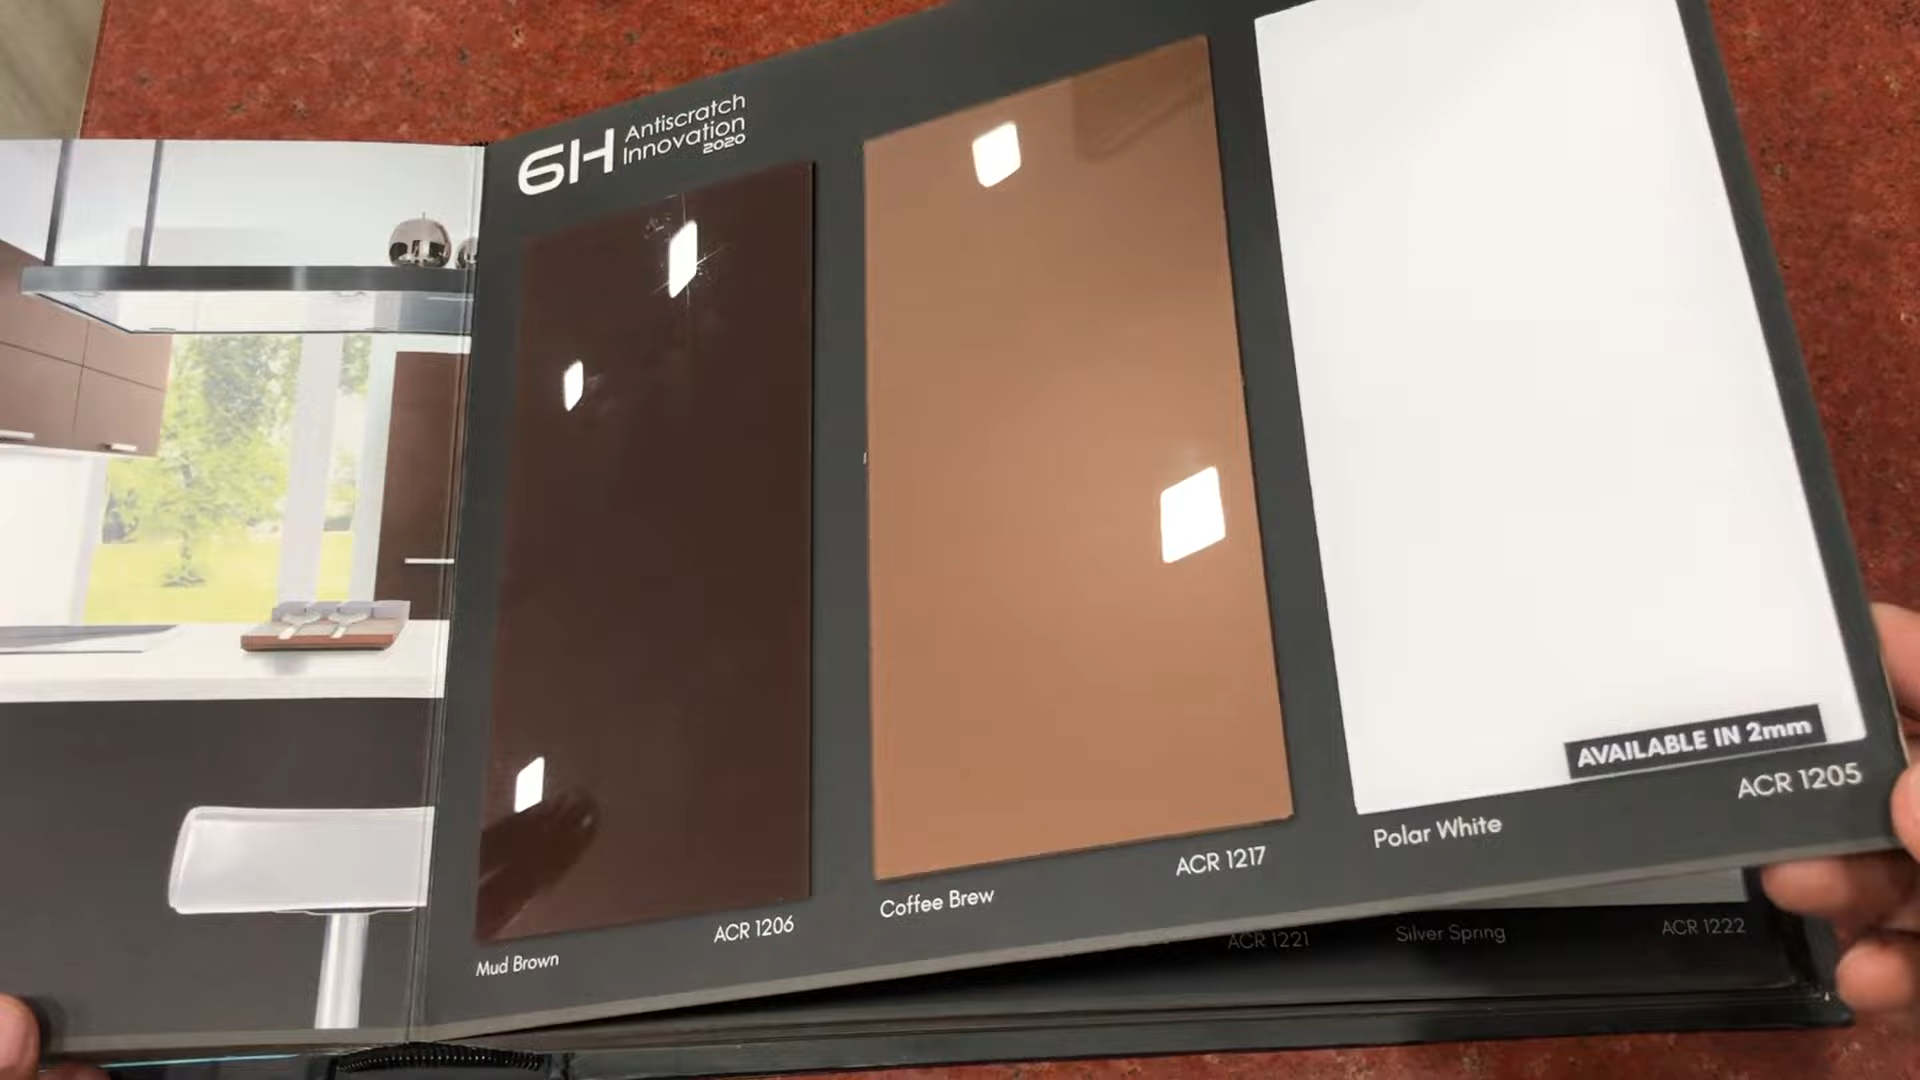 6H Antiscratch
Innovation
2020
Mud Brown
ACR 1206
Coffee Brew
ACR 1217
AVAILABLE IN 2mm
Polar White
ACR 1205
ACR 1221
Silver Spring
ACR 1222